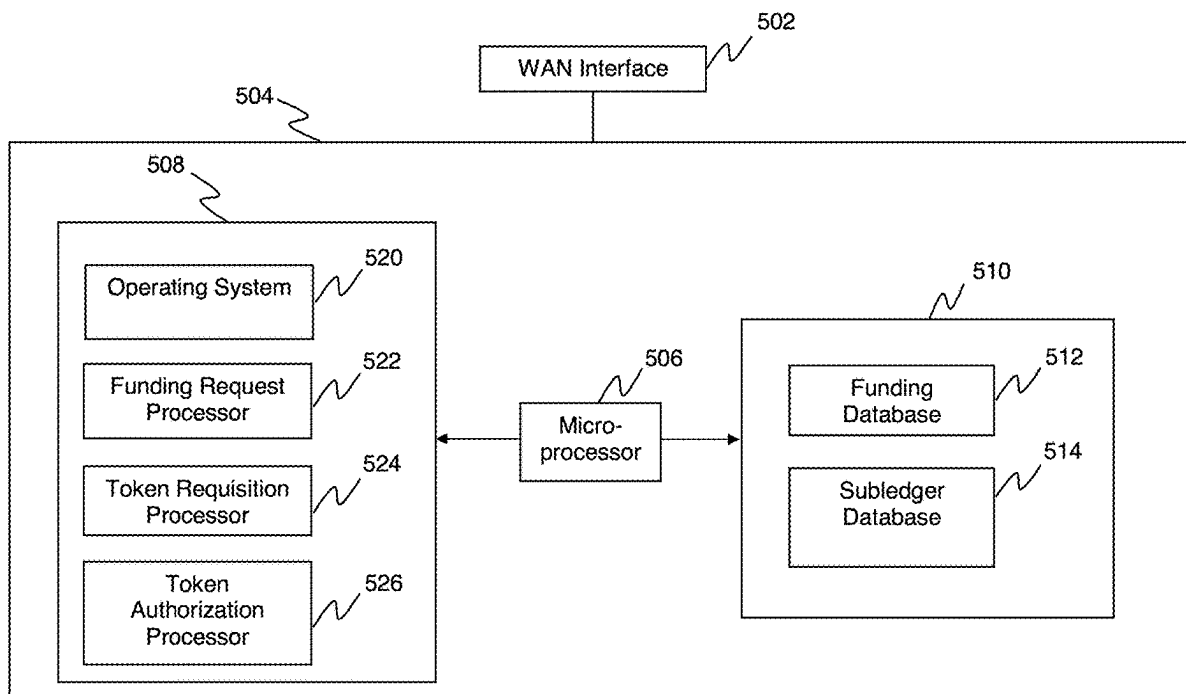 502
WAN Interface
504
508
520
Operating System
510
522
506
512
Funding Request
Processor
Funding
Database
Micro-
processor
524
514
Token Requisition
Processor
Subledger
Database
526
Token
Authorization
Processor